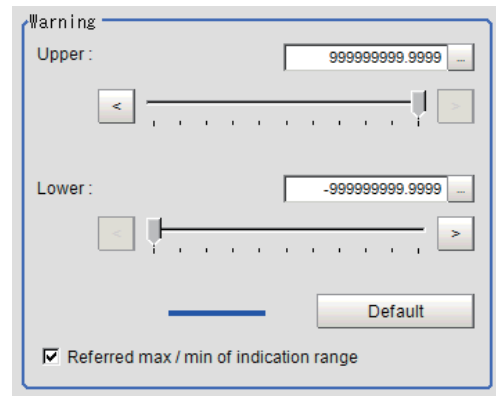 Warning
Upper : 999999999.9999 ...
< >
Lower : -999999999.9999 ...
< >
Default
Referred max / min of indication range